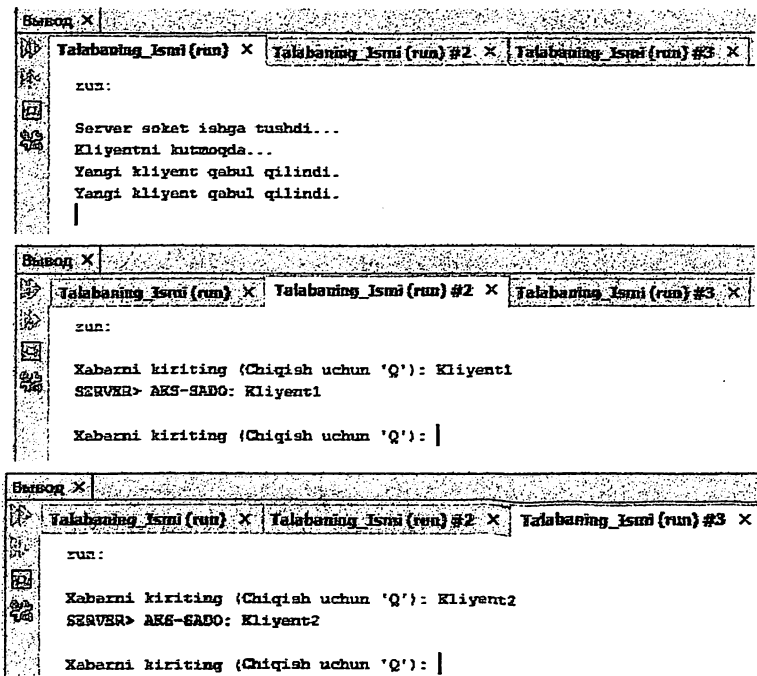 Вывод ×
Talabaning_Ismi (run) × Talabaning_Ismi (run) #2 × Talabaning_Ismi (run) #3 ×
run:
Server soket ishga tushdi...
Kliyentni kutmoqda...
Yangi kliyent qabul qilindi.
Yangi kliyent qabul qilindi.
Вывод ×
Talabaning_Ismi (run) × Talabaning_Ismi (run) #2 × Talabaning_Ismi (run) #3 ×
run:
Xabarni kiriting (Chiqish uchun 'Q'): Kliyent1
SERVER> AKS-SADO: Kliyent1
Xabarni kiriting (Chiqish uchun 'Q'):
Вывод ×
Talabaning_Ismi (run) × Talabaning_Ismi (run) #2 × Talabaning_Ismi (run) #3 ×
run:
Xabarni kiriting (Chiqish uchun 'Q'): Kliyent2
SERVER> AKS-SADO: Kliyent2
Xabarni kiriting (Chiqish uchun 'Q'):